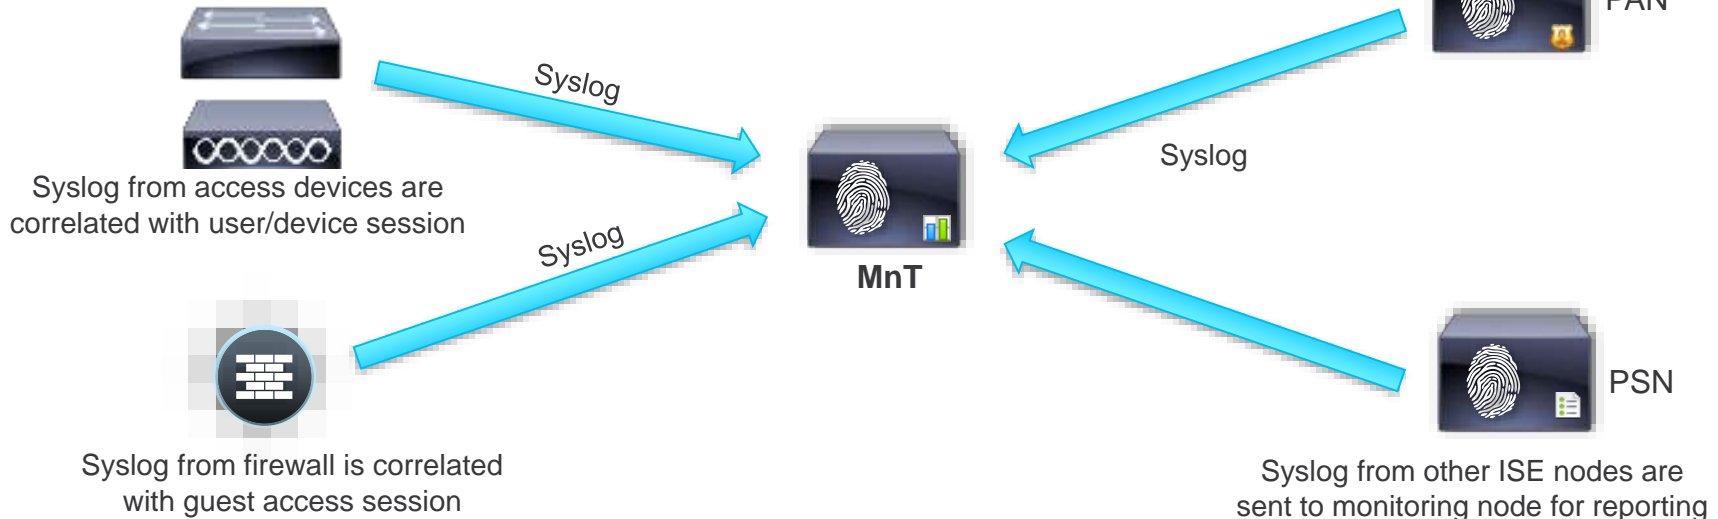 PAN
Syslog
Syslog
Syslog from access devices are
correlated with user/device session
Syslog
MnT
PSN
Syslog from firewall is correlated
with guest access session
Syslog from other ISE nodes are
sent to monitoring node for reporting